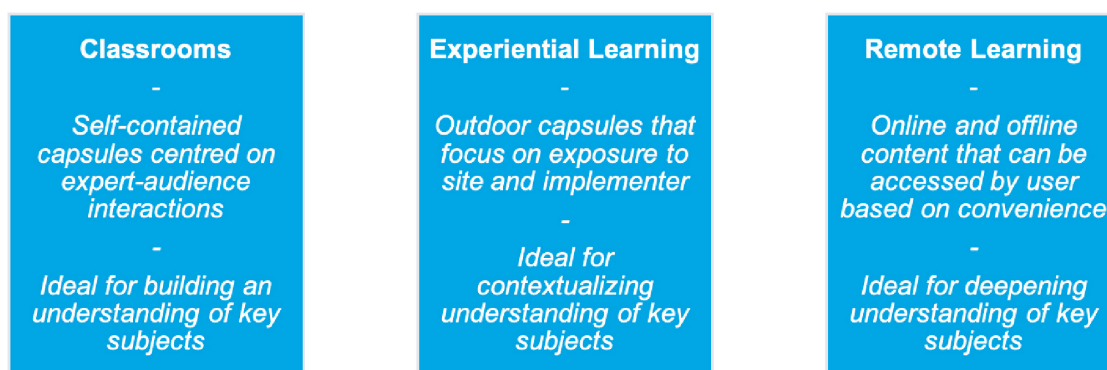 Classrooms
-
Self-contained
capsules centred on
expert-audience
interactions
-
Ideal for building an
understanding of key
subjects
Experiential Learning
-
Outdoor capsules that
focus on exposure to
site and implementer
-
Ideal for
contextualizing
understanding of key
subjects
Remote Learning
-
Online and offline
content that can be
accessed by user
based on convenience
-
Ideal for deepening
understanding of key
subjects